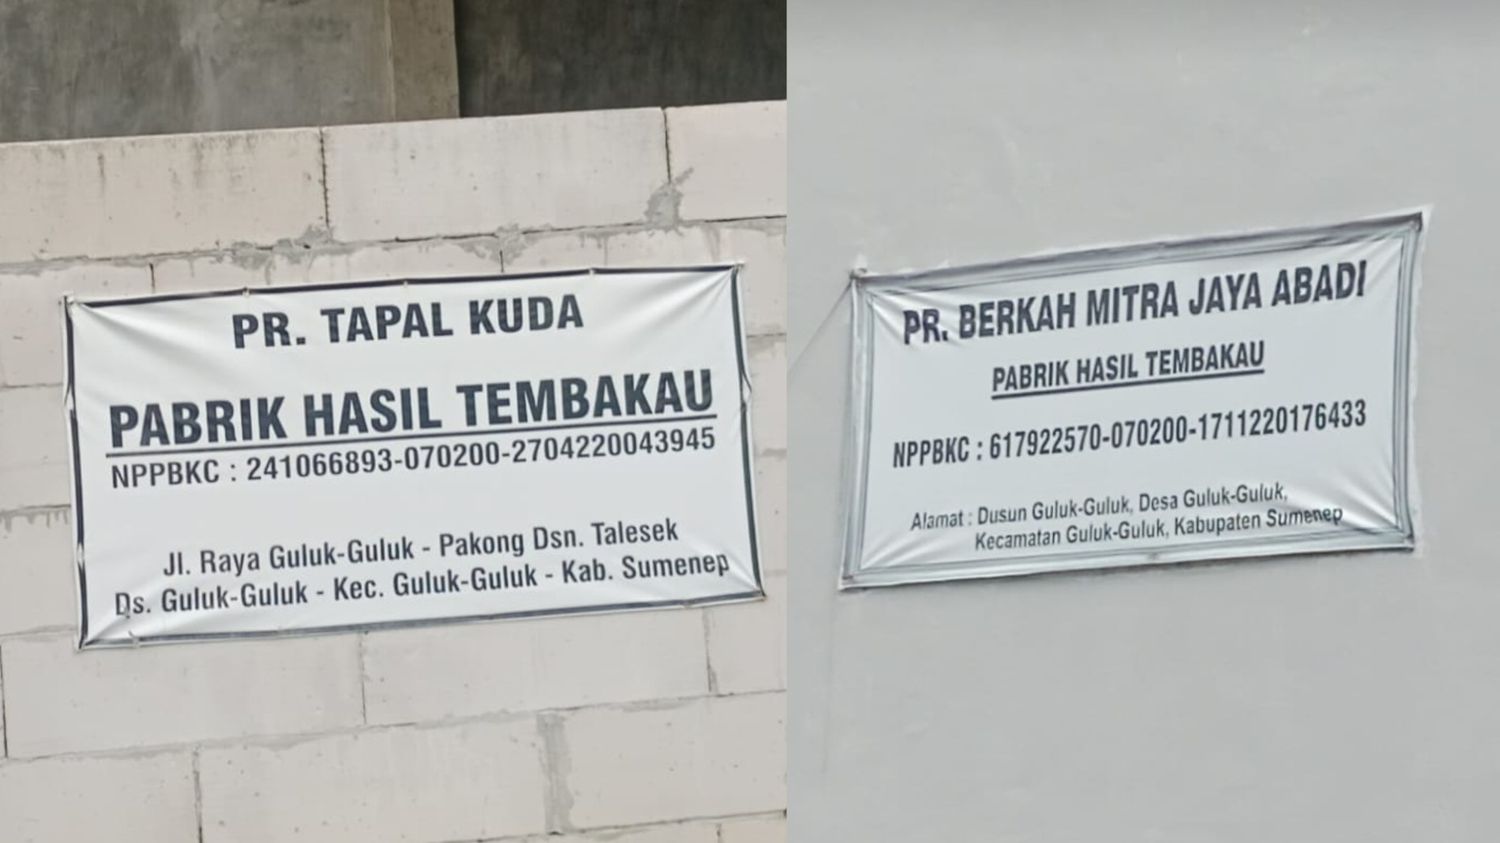 PR. TAPAL KUDA
PABRIK HASIL TEMBAKAU
NPPBKC : 241066893-070200-2704220043945
Jl. Raya Guluk-Guluk - Pakong Dsn. Talesek
Ds. Guluk-Guluk - Kec. Guluk-Guluk - Kab. Sumenep
PR. BERKAH MITRA JAYA ABADI
PABRIK HASIL TEMBAKAU
NPPBKC : 617922570-070200-1711220176433
Alamat : Dusun Guluk-Guluk, Desa Guluk-Guluk,
Kecamatan Guluk-Guluk, Kabupaten Sumenep